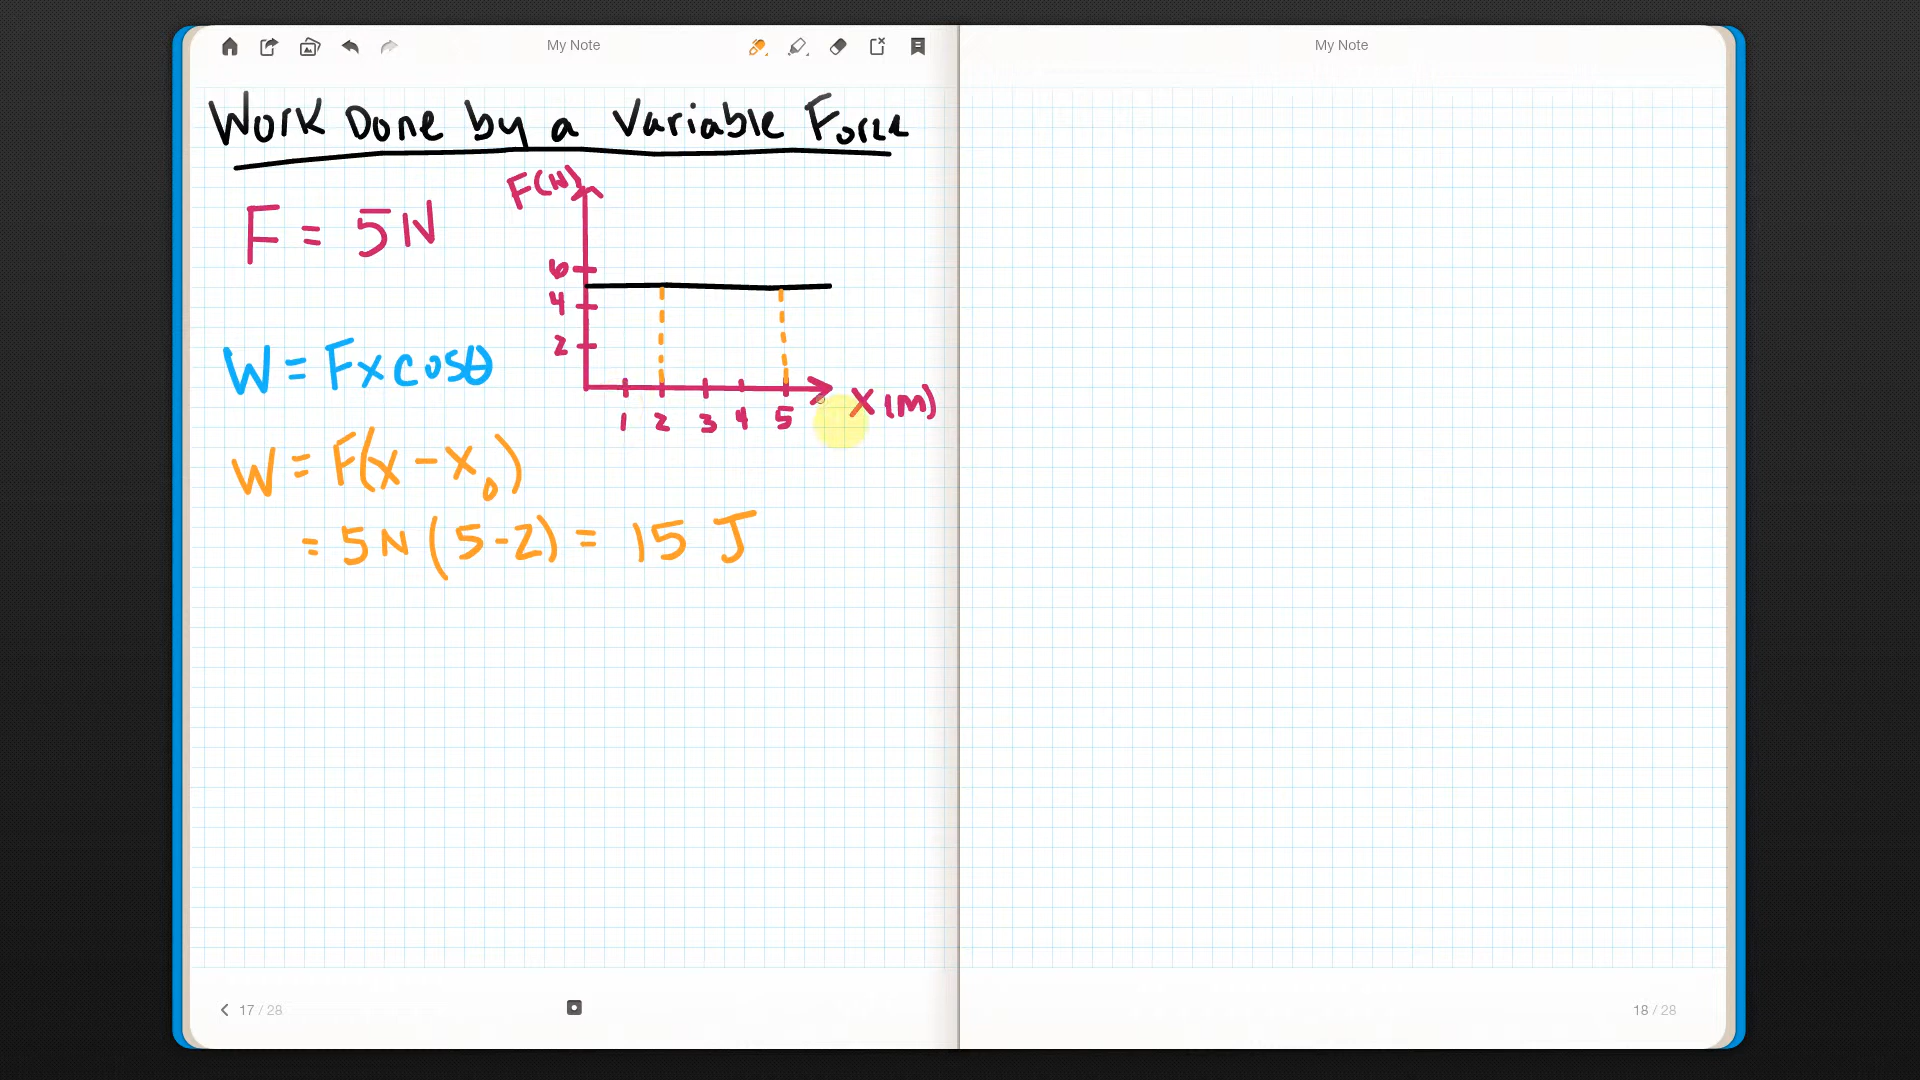 My Note
My Note
Work Done by a Variable Force
F(N)
F = 5N
6
4
2
W = Fxcosθ
1 2 3 4 5
X (m)
W = F(x - x₀)
= 5N (5-2) = 15 J
17 / 28
18 / 28